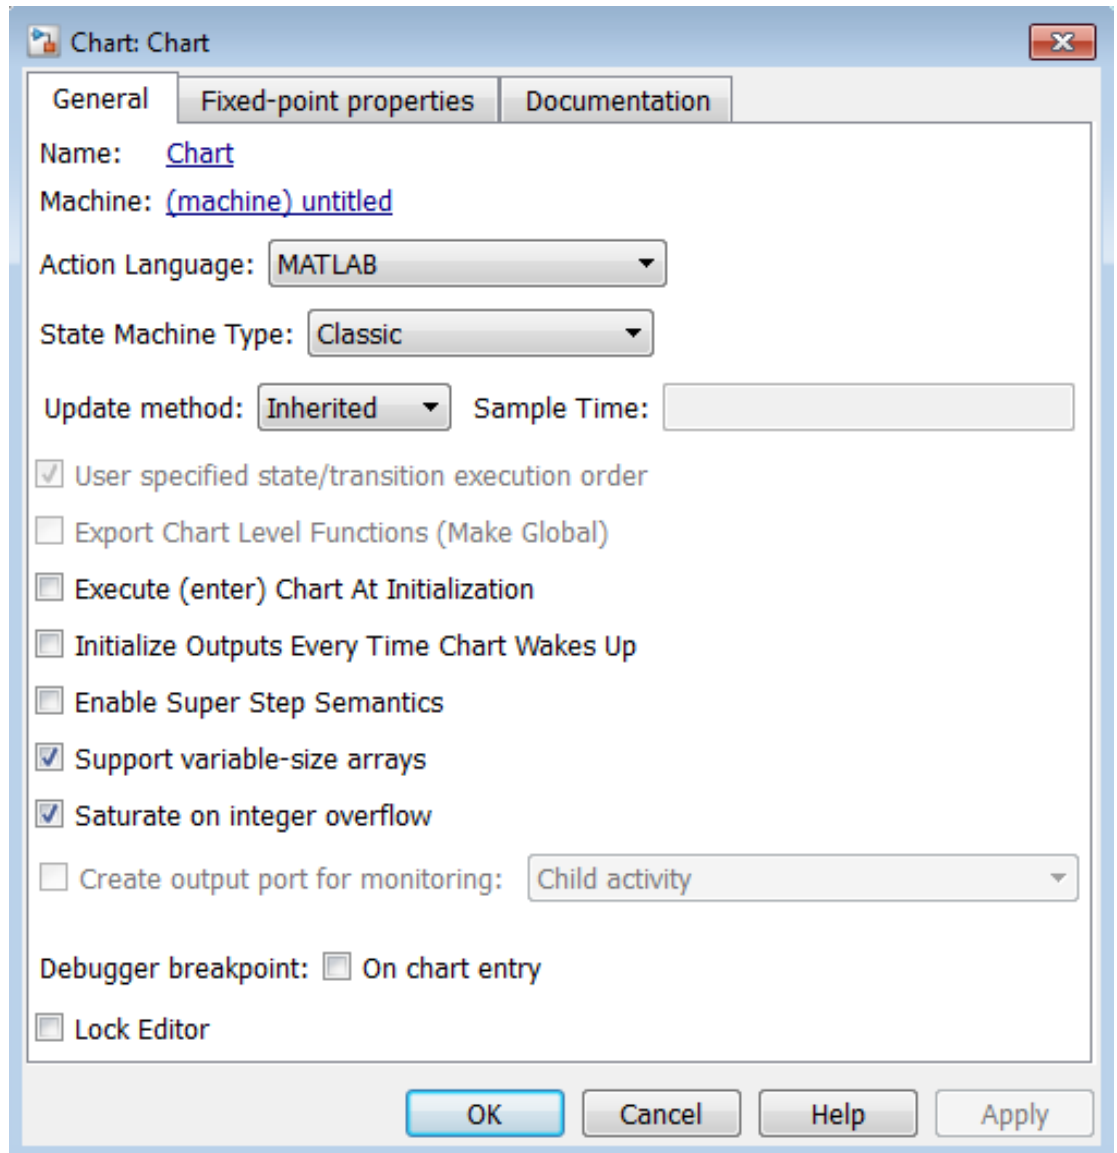 Chart: Chart
General Fixed-point properties Documentation
Name: Chart
Machine: (machine) untitled
Action Language: MATLAB
State Machine Type: Classic
Update method: Inherited Sample Time:
User specified state/transition execution order
Export Chart Level Functions (Make Global)
Execute (enter) Chart At Initialization
Initialize Outputs Every Time Chart Wakes Up
Enable Super Step Semantics
Support variable-size arrays
Saturate on integer overflow
Create output port for monitoring: Child activity
Debugger breakpoint: On chart entry
Lock Editor
OK Cancel Help Apply